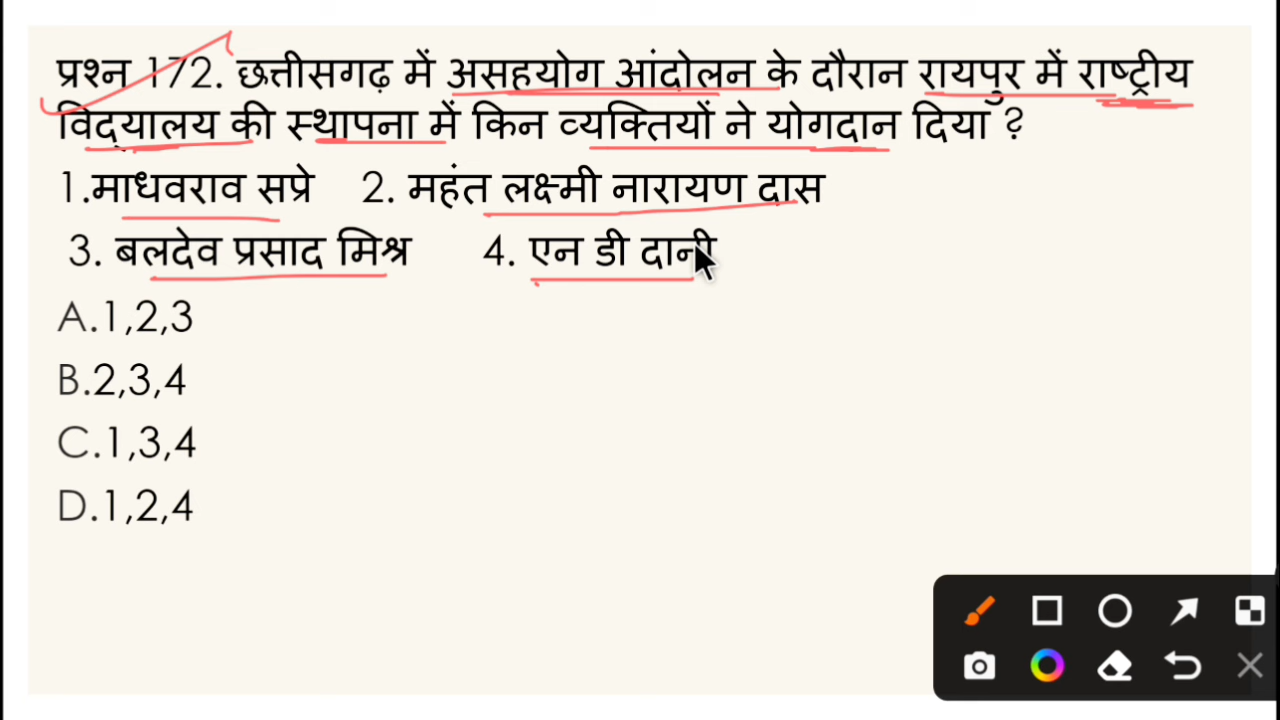 प्रश्न 172. छत्तीसगढ़ में असहयोग आंदोलन के दौरान रायपुर में राष्ट्रीय
विद्यालय की स्थापना में किन व्यक्तियों ने योगदान दिया ?
1.माधवराव सप्रे 2. महंत लक्ष्मी नारायण दास
3. बलदेव प्रसाद मिश्र 4. एन डी दानी
A.1,2,3
B.2,3,4
C.1,3,4
D.1,2,4